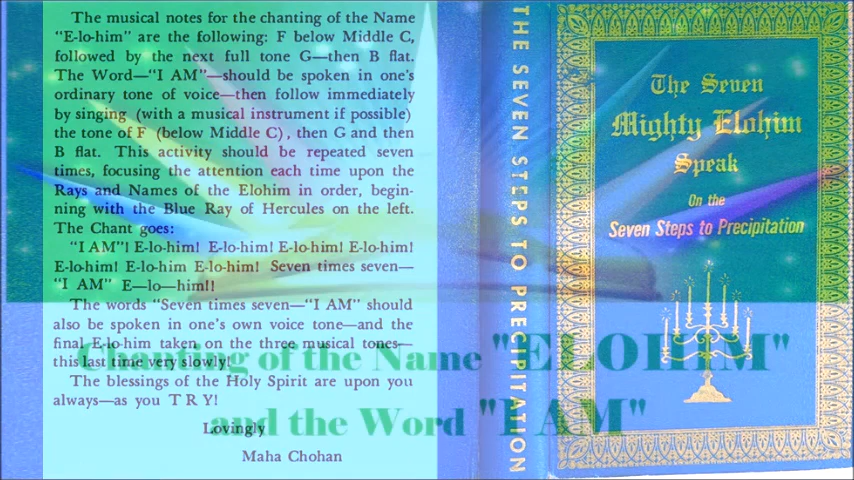 The musical notes for the chanting of the Name
"E-lo-him" are the following: F below Middle C,
followed by the next full tone G—then B flat.
The Word—"I AM"—should be spoken in one's
ordinary tone of voice—then follow immediately
by singing (with a musical instrument if possible)
the tone of F (below Middle C), then G and then
B flat. This activity should be repeated seven
times, focusing the attention each time upon the
Rays and Names of the Elohim in order, begin-
ning with the Blue Ray of Hercules on the left.
The Chant goes:
"I AM"! E-lo-him! E-lo-him! E-lo-him! E-lo-him!
E-lo-him! E-lo-him E-lo-him! Seven times seven—
"I AM" E—lo—him!!
The words "Seven times seven—"I AM" should
also be spoken in one's own voice tone—and the
final E-lo-him taken on the three musical tones—
this last time very slowly!
The blessings of the Holy Spirit are upon you
always—as you T R Y!
Lovingly
Maha Chohan
Chanting of the Name "ELOHIM"
and the Word "I AM"
THE SEVEN STEPS TO PRECIPITATION
The Seven
Mighty Elohim
Speak
On the
Seven Steps to Precipitation